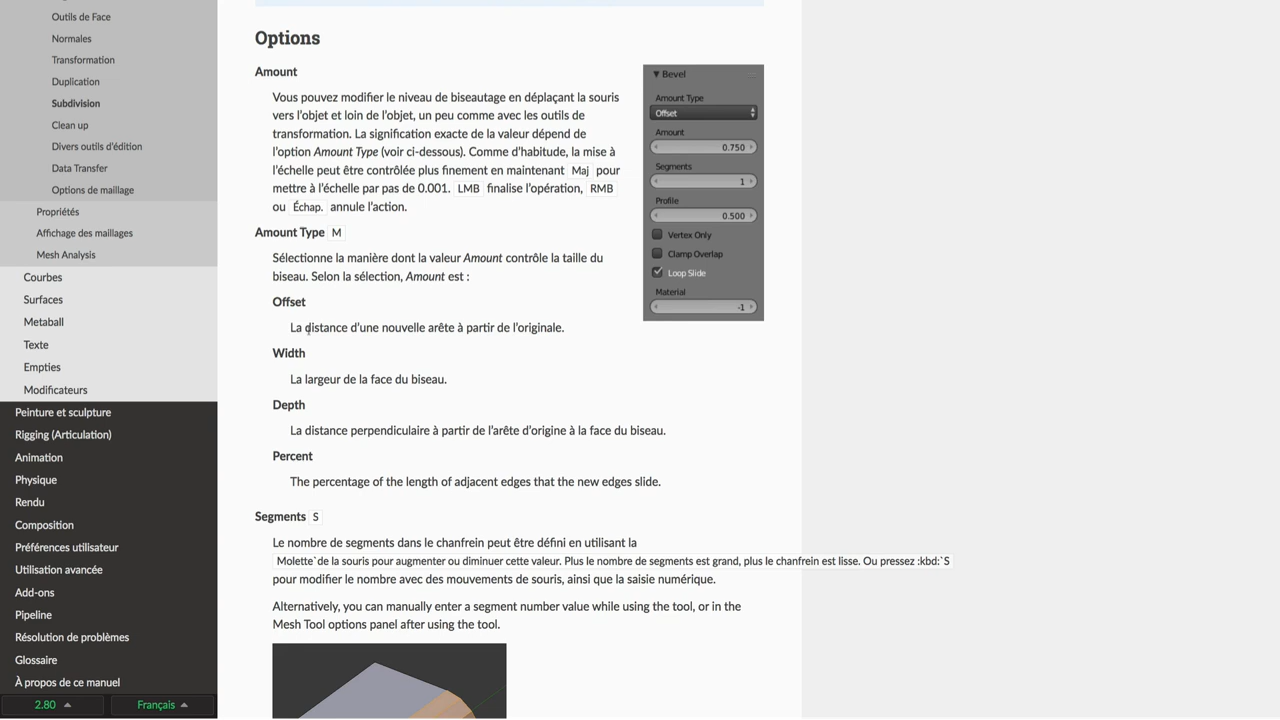 Outils de Face
Normales
Transformation
Duplication
Subdivision
Clean up
Divers outils d'édition
Data Transfer
Options de maillage
Propriétés
Affichage des maillages
Mesh Analysis
Courbes
Surfaces
Metaball
Texte
Empties
Modificateurs
Peinture et sculpture
Rigging (Articulation)
Animation
Physique
Rendu
Composition
Préférences utilisateur
Utilisation avancée
Add-ons
Pipeline
Résolution de problèmes
Glossaire
À propos de ce manuel
2.80
Français
Options
Amount
Vous pouvez modifier le niveau de biseautage en déplaçant la souris
vers l'objet et loin de l'objet, un peu comme avec les outils de
transformation. La signification exacte de la valeur dépend de
l'option Amount Type (voir ci-dessous). Comme d'habitude, la mise à
l'échelle peut être contrôlée plus finement en maintenant Maj pour
mettre à l'échelle par pas de 0.001. LMB finalise l'opération, RMB
ou Échap. annule l'action.
Amount Type M
Sélectionne la manière dont la valeur Amount contrôle la taille du
biseau. Selon la sélection, Amount est :
Offset
La distance d'une nouvelle arête à partir de l'originale.
Width
La largeur de la face du biseau.
Depth
La distance perpendiculaire à partir de l'arête d'origine à la face du biseau.
Percent
The percentage of the length of adjacent edges that the new edges slide.
Segments S
Le nombre de segments dans le chanfrein peut être défini en utilisant la
Molette`de la souris pour augmenter ou diminuer cette valeur. Plus le nombre de segments est grand, plus le chanfrein est lisse. Ou pressez :kbd:`S
pour modifier le nombre avec des mouvements de souris, ainsi que la saisie numérique.
Alternatively, you can manually enter a segment number value while using the tool, or in the
Mesh Tool options panel after using the tool.
Bevel
Amount Type
Offset
Amount
0.750
Segments
1
Profile
0.500
Vertex Only
Clamp Overlap
Loop Slide
Material
-1